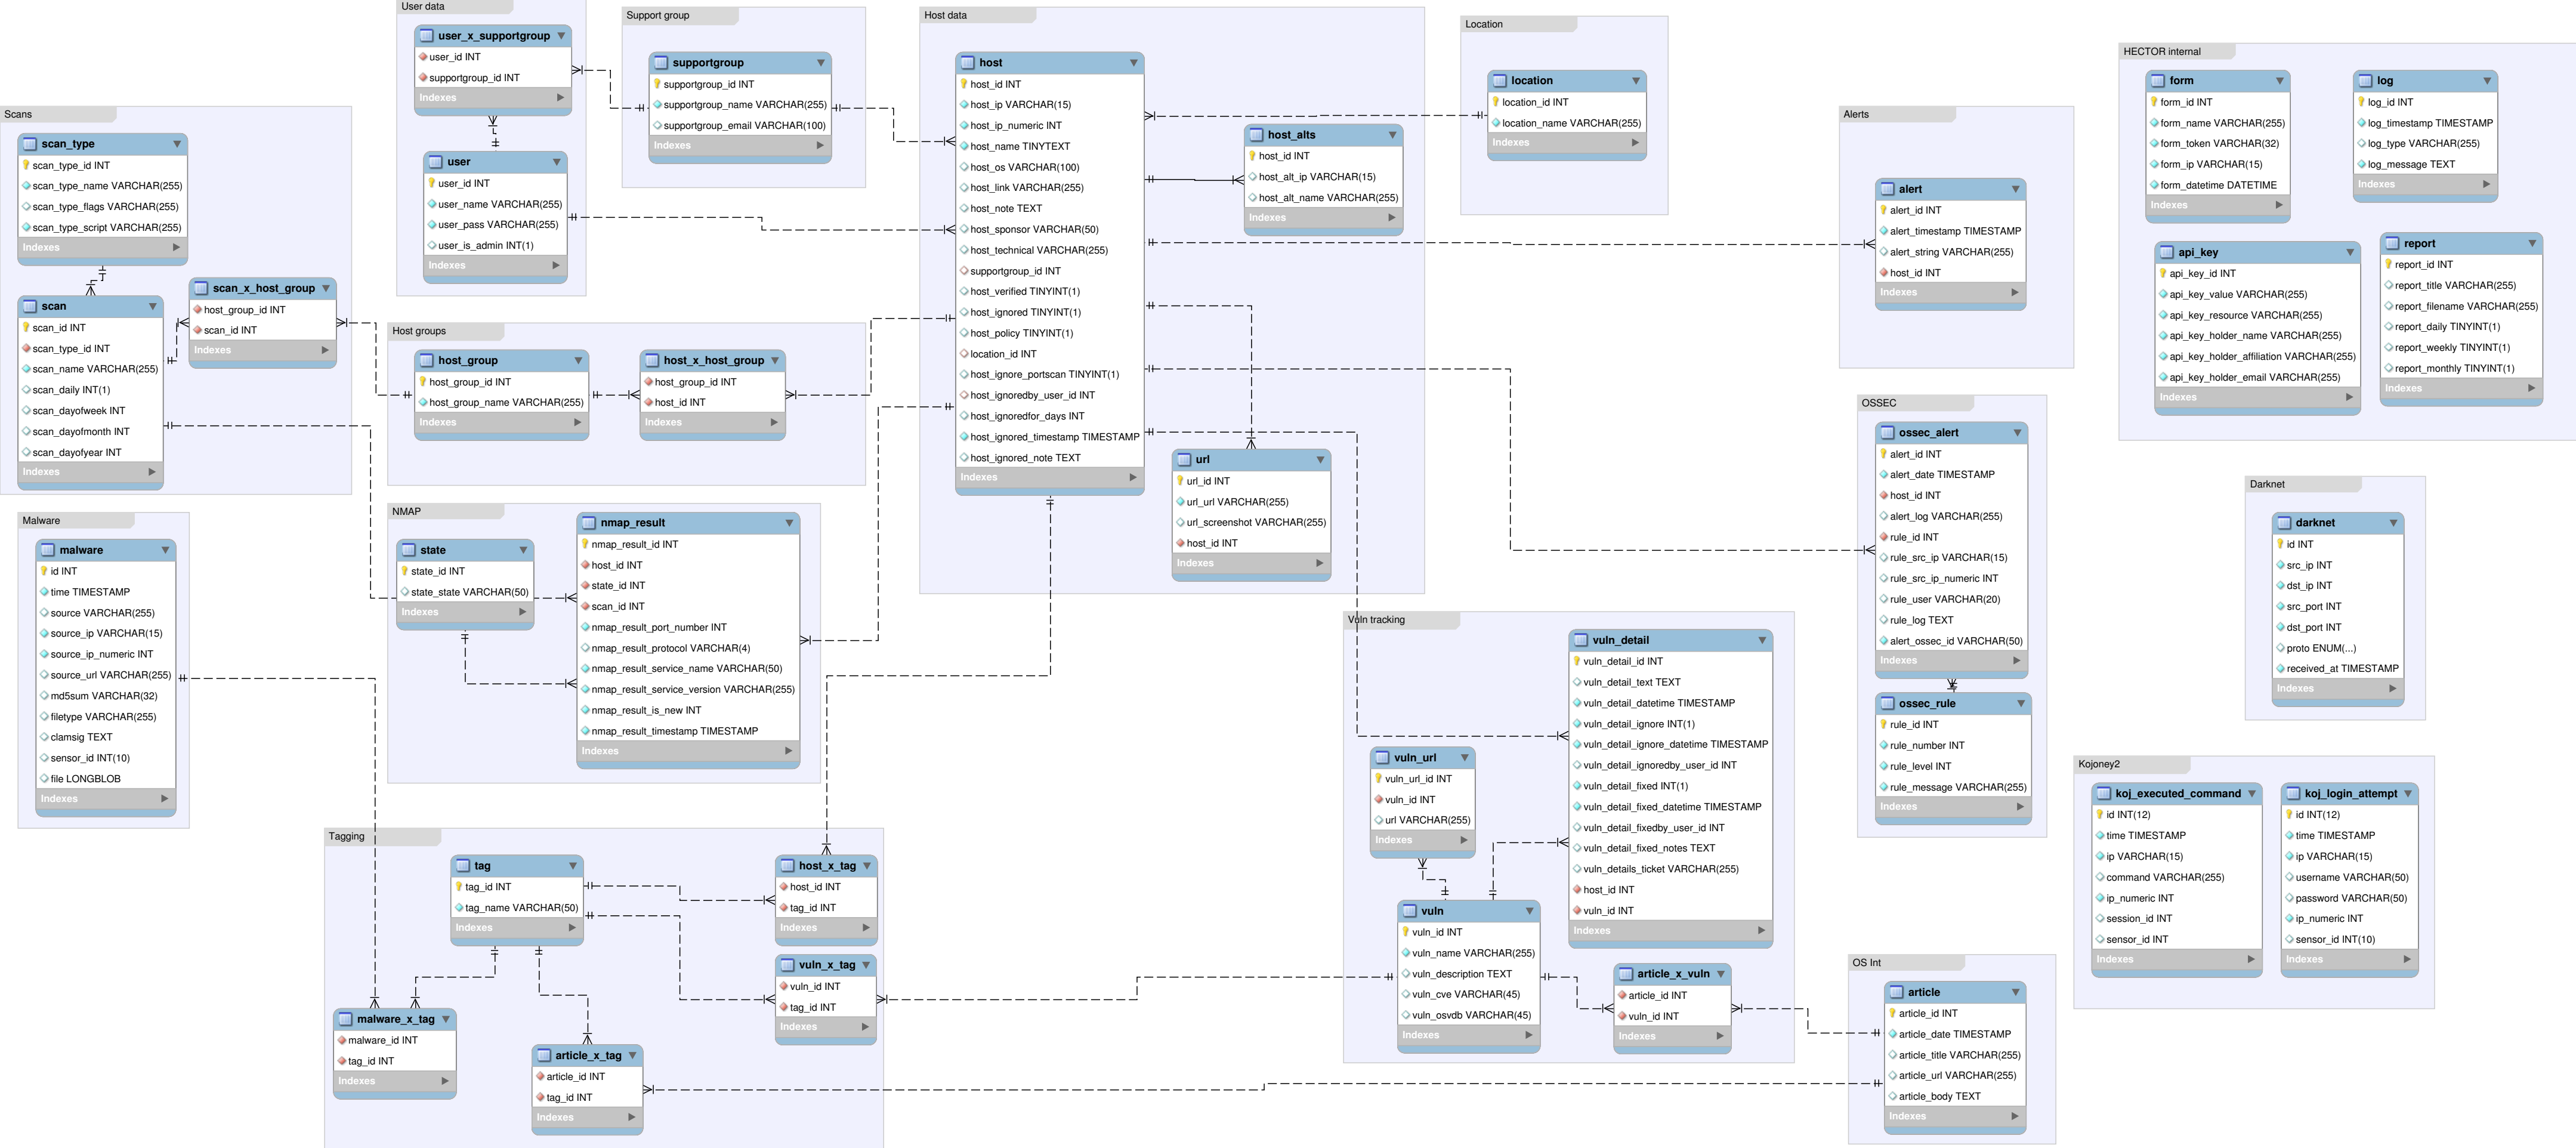 User data
user_x_supportgroup
user_id INT
supportgroup_id INT
Indexes
user
user_id INT
user_name VARCHAR(255)
user_pass VARCHAR(255)
user_is_admin INT(1)
Indexes
Support group
supportgroup
supportgroup_id INT
supportgroup_name VARCHAR(255)
supportgroup_email VARCHAR(100)
Indexes
Host data
host
host_id INT
host_ip VARCHAR(15)
host_ip_numeric INT
host_name TINYTEXT
host_os VARCHAR(100)
host_link VARCHAR(255)
host_note TEXT
host_sponsor VARCHAR(50)
host_technical VARCHAR(255)
supportgroup_id INT
host_verified TINYINT(1)
host_ignored TINYINT(1)
host_policy TINYINT(1)
location_id INT
host_ignore_portscan TINYINT(1)
host_ignoredby_user_id INT
host_ignoredfor_days INT
host_ignored_timestamp TIMESTAMP
host_ignored_note TEXT
Indexes
host_alts
host_id INT
host_alt_ip VARCHAR(15)
host_alt_name VARCHAR(255)
Indexes
url
url_id INT
url_url VARCHAR(255)
url_screenshot VARCHAR(255)
host_id INT
Indexes
Location
location
location_id INT
location_name VARCHAR(255)
Indexes
Alerts
alert
alert_id INT
alert_timestamp TIMESTAMP
alert_string VARCHAR(255)
host_id INT
Indexes
HECTOR internal
form
form_id INT
form_name VARCHAR(255)
form_token VARCHAR(32)
form_ip VARCHAR(15)
form_datetime DATETIME
Indexes
log
log_id INT
log_timestamp TIMESTAMP
log_type VARCHAR(255)
log_message TEXT
Indexes
api_key
api_key_id INT
api_key_value VARCHAR(255)
api_key_resource VARCHAR(255)
api_key_holder_name VARCHAR(255)
api_key_holder_affiliation VARCHAR(255)
api_key_holder_email VARCHAR(255)
Indexes
report
report_id INT
report_title VARCHAR(255)
report_filename VARCHAR(255)
report_daily TINYINT(1)
report_weekly TINYINT(1)
report_monthly TINYINT(1)
Indexes
Scans
scan_type
scan_type_id INT
scan_type_name VARCHAR(255)
scan_type_flags VARCHAR(255)
scan_type_script VARCHAR(255)
Indexes
scan
scan_id INT
scan_type_id INT
scan_name VARCHAR(255)
scan_daily INT(1)
scan_dayofweek INT
scan_dayofmonth INT
scan_dayofyear INT
Indexes
scan_x_host_group
host_group_id INT
scan_id INT
Indexes
Host groups
host_group
host_group_id INT
host_group_name VARCHAR(255)
Indexes
host_x_host_group
host_group_id INT
host_id INT
Indexes
OSSEC
ossec_alert
alert_id INT
alert_date TIMESTAMP
host_id INT
alert_log VARCHAR(255)
rule_id INT
rule_src_ip VARCHAR(15)
rule_src_ip_numeric INT
rule_user VARCHAR(20)
rule_log TEXT
alert_ossec_id VARCHAR(50)
Indexes
ossec_rule
rule_id INT
rule_number INT
rule_level INT
rule_message VARCHAR(255)
Indexes
Darknet
darknet
id INT
src_ip INT
dst_ip INT
src_port INT
dst_port INT
proto ENUM(...)
received_at TIMESTAMP
Indexes
Malware
malware
id INT
time TIMESTAMP
source VARCHAR(255)
source_ip VARCHAR(15)
source_ip_numeric INT
source_url VARCHAR(255)
md5sum VARCHAR(32)
filetype VARCHAR(255)
clamsig TEXT
sensor_id INT(10)
file LONGBLOB
Indexes
NMAP
state
state_id INT
state_state VARCHAR(50)
Indexes
nmap_result
nmap_result_id INT
host_id INT
state_id INT
scan_id INT
nmap_result_port_number INT
nmap_result_protocol VARCHAR(4)
nmap_result_service_name VARCHAR(50)
nmap_result_service_version VARCHAR(255)
nmap_result_is_new INT
nmap_result_timestamp TIMESTAMP
Indexes
Vuln tracking
vuln_detail
vuln_detail_id INT
vuln_detail_text TEXT
vuln_detail_datetime TIMESTAMP
vuln_detail_ignore INT(1)
vuln_detail_ignore_datetime TIMESTAMP
vuln_detail_ignoredby_user_id INT
vuln_detail_fixed INT(1)
vuln_detail_fixed_datetime TIMESTAMP
vuln_detail_fixedby_user_id INT
vuln_detail_fixed_notes TEXT
vuln_details_ticket VARCHAR(255)
host_id INT
vuln_id INT
Indexes
vuln_url
vuln_url_id INT
vuln_id INT
url VARCHAR(255)
Indexes
vuln
vuln_id INT
vuln_name VARCHAR(255)
vuln_description TEXT
vuln_cve VARCHAR(45)
vuln_osvdb VARCHAR(45)
Indexes
article_x_vuln
article_id INT
vuln_id INT
Indexes
Kojoney2
koj_executed_command
id INT(12)
time TIMESTAMP
ip VARCHAR(15)
command VARCHAR(255)
ip_numeric INT
session_id INT
sensor_id INT
Indexes
koj_login_attempt
id INT(12)
time TIMESTAMP
ip VARCHAR(15)
username VARCHAR(50)
password VARCHAR(50)
ip_numeric INT
sensor_id INT(10)
Indexes
Tagging
tag
tag_id INT
tag_name VARCHAR(50)
Indexes
host_x_tag
host_id INT
tag_id INT
Indexes
vuln_x_tag
vuln_id INT
tag_id INT
Indexes
malware_x_tag
malware_id INT
tag_id INT
Indexes
article_x_tag
article_id INT
tag_id INT
Indexes
OS Int
article
article_id INT
article_date TIMESTAMP
article_title VARCHAR(255)
article_url VARCHAR(255)
article_body TEXT
Indexes